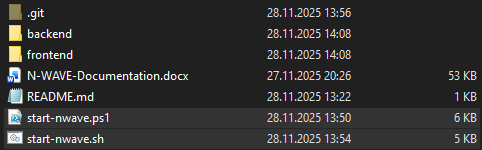 .git 28.11.2025 13:56
backend 28.11.2025 14:08
frontend 28.11.2025 14:08
N-WAVE-Documentation.docx 27.11.2025 20:26 53 KB
README.md 28.11.2025 13:22 1 KB
start-nwave.ps1 28.11.2025 13:50 6 KB
start-nwave.sh 28.11.2025 13:54 5 KB